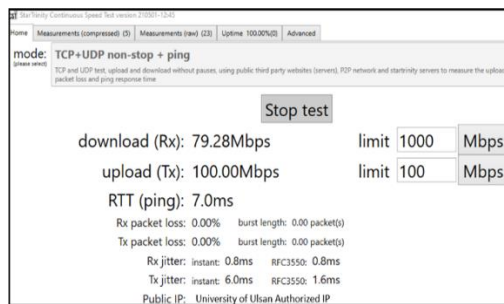 StarTrinity Continuous Speed Test version 210501-12:45
Home Measurements (compressed) (5) Measurements (raw) (23) Uptime 100.00%(0) Advanced
mode: TCP+UDP non-stop + ping
(please select)
TCP and UDP test, upload and download without pauses, using public third party websites (servers), P2P network and startrinity servers to measure the upload
packet loss and ping response time
Stop test
download (Rx): 79.28Mbps limit 1000 Mbps
upload (Tx): 100.00Mbps limit 100 Mbps
RTT (ping): 7.0ms
Rx packet loss: 0.00% burst length: 0.00 packet(s)
Tx packet loss: 0.00% burst length: 0.00 packet(s)
Rx jitter: instant: 0.8ms RFC3550: 0.8ms
Tx jitter: instant: 6.0ms RFC3550: 1.6ms
Public IP: University of Ulsan Authorized IP